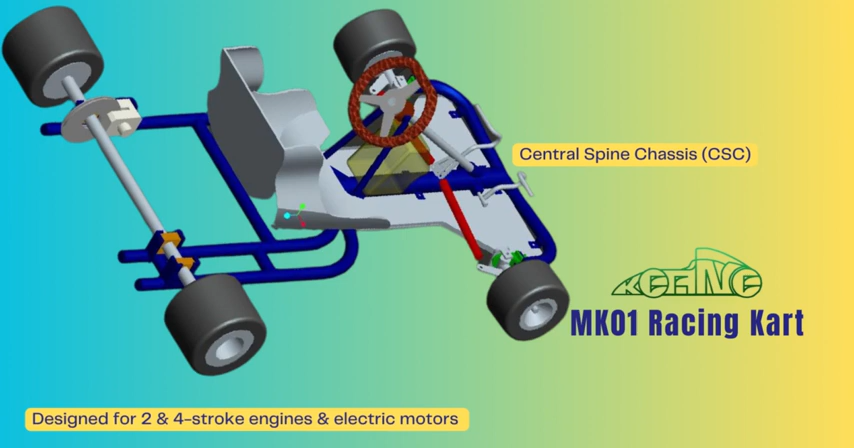 Central Spine Chassis (CSC)
MK01 Racing Kart
Designed for 2 & 4-stroke engines & electric motors